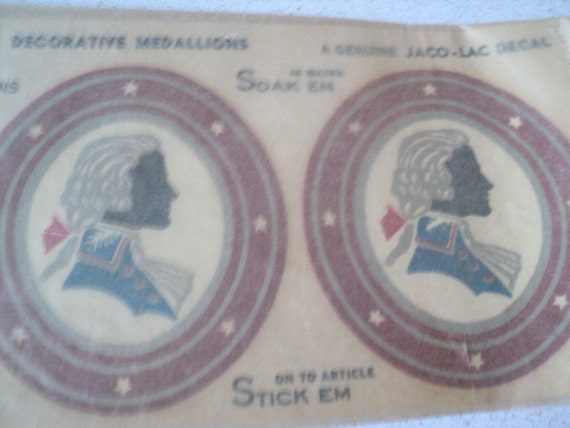 DECORATIVE MEDALLIONS
A GENUINE JACO-LAC DECAL
IN WATER
SOAK EM
ON TO ARTICLE
STICK EM